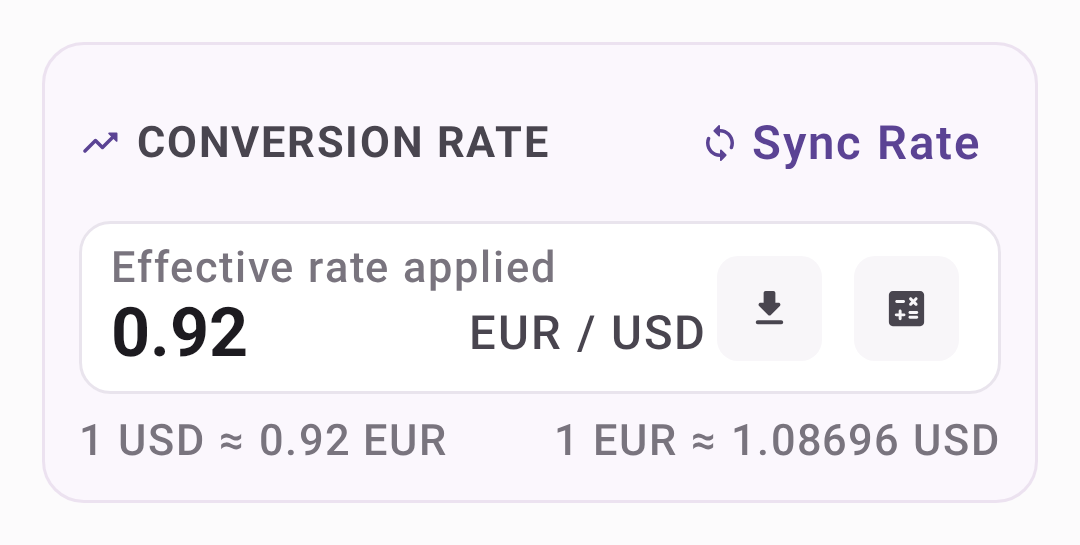 CONVERSION RATE
Sync Rate
Effective rate applied
0.92
EUR / USD
1 USD ≈ 0.92 EUR
1 EUR ≈ 1.08696 USD